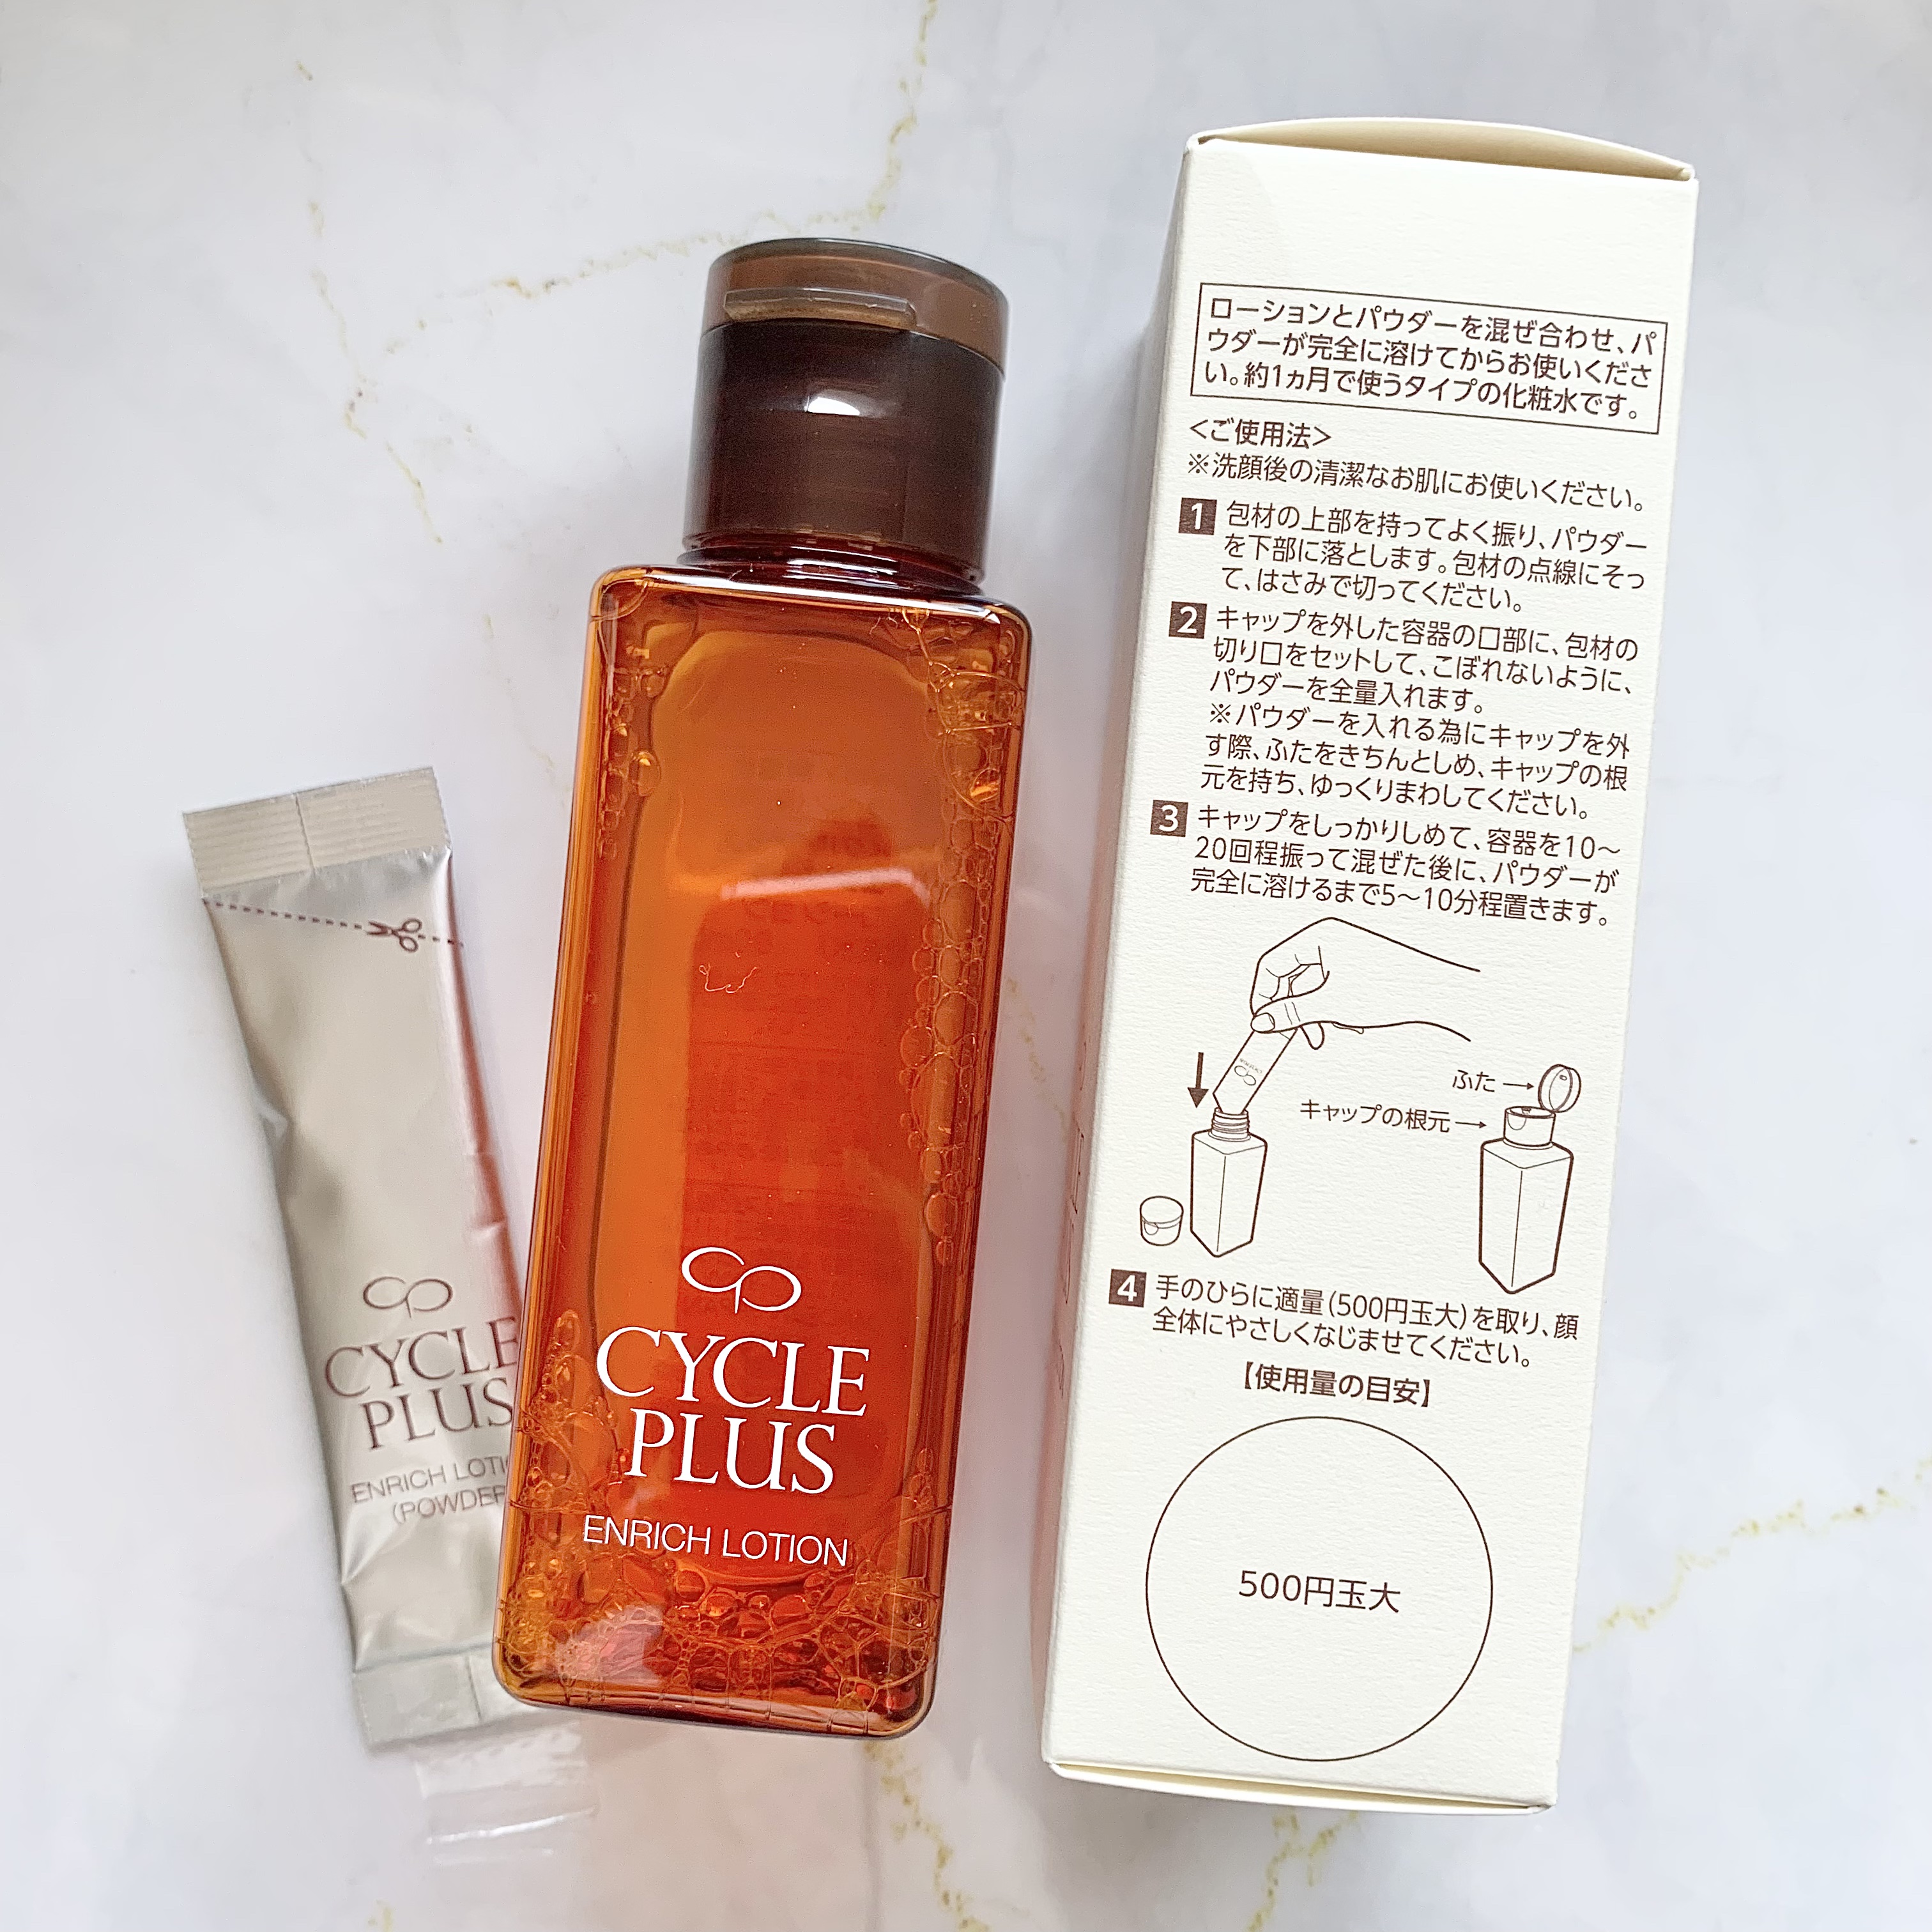 CYCLE
PLUS
ENRICH
(POWDER
CYCLE
PLUS
ENRICH LOTION
ローションとパウダーを混ぜ合わせ、パ
ウダーが完全に溶けてからお使いくださ
い。約1ヵ月で使うタイプの化粧水です。
<ご使用法>
※洗顔後の清潔なお肌にお使いください。
1 包材の上部を持ってよく振り、パウダー
を下部に落とします。包材の点線にそっ
て、はさみで切ってください。
2 キャップを外した容器の口部に、包材の
切り口をセットして、こぼれないように、
パウダーを全量入れます。
※パウダーを入れる為にキャップを外
す際、ふたをきちんとしめ、キャップの根
元を持ち、ゆっくりまわしてください。
3 キャップをしっかりしめて、容器を10〜
20回程振って混ぜた後に、パウダーが
完全に溶けるまで5〜10分程置きます。
ふた→
キャップの根元→
4 手のひらに適量(500円玉大)を取り、顔
全体にやさしくなじませてください。
【使用量の目安】
500円玉大